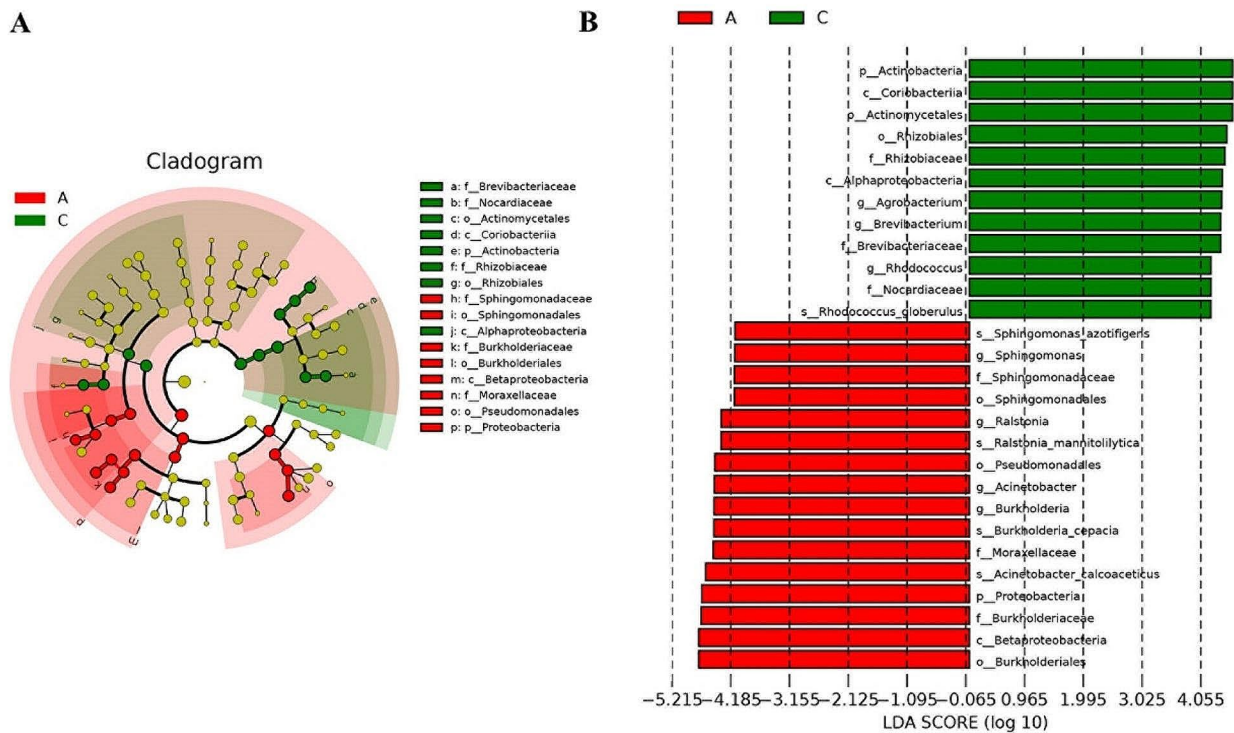 A
Cladogram
A
C
a: f__Brevibacteriaceae
b: f__Nocardiaceae
c: o__Actinomycetales
d: c__Coriobacteriia
e: p__Actinobacteria
f: f__Rhizobiaceae
g: o__Rhizobiales
h: f__Sphingomonadaceae
i: o__Sphingomonadales
j: c__Alphaproteobacteria
k: f__Burkholderiaceae
l: o__Burkholderiales
m: c__Betaproteobacteria
n: f__Moraxellaceae
o: o__Pseudomonadales
p: p__Proteobacteria
B
A
C
p__Actinobacteria
c__Coriobacteriia
o__Actinomycetales
o__Rhizobiales
f__Rhizobiaceae
c__Alphaproteobacteria
g__Agrobacterium
g__Brevibacterium
f__Brevibacteriaceae
g__Rhodococcus
f__Nocardiaceae
s__Rhodococcus_globerulus
s__Sphingomonas_azotifigens
g__Sphingomonas
f__Sphingomonadaceae
o__Sphingomonadales
g__Ralstonia
s__Ralstonia_mannitolilytica
o__Pseudomonadales
g__Acinetobacter
g__Burkholderia
s__Burkholderia_cepacia
f__Moraxellaceae
s__Acinetobacter_calcoaceticus
p__Proteobacteria
f__Burkholderiaceae
c__Betaproteobacteria
o__Burkholderiales
−5.215 −4.185 −3.155 −2.125 −1.095 −0.065 0.965 1.995 3.025 4.055
LDA SCORE (log 10)